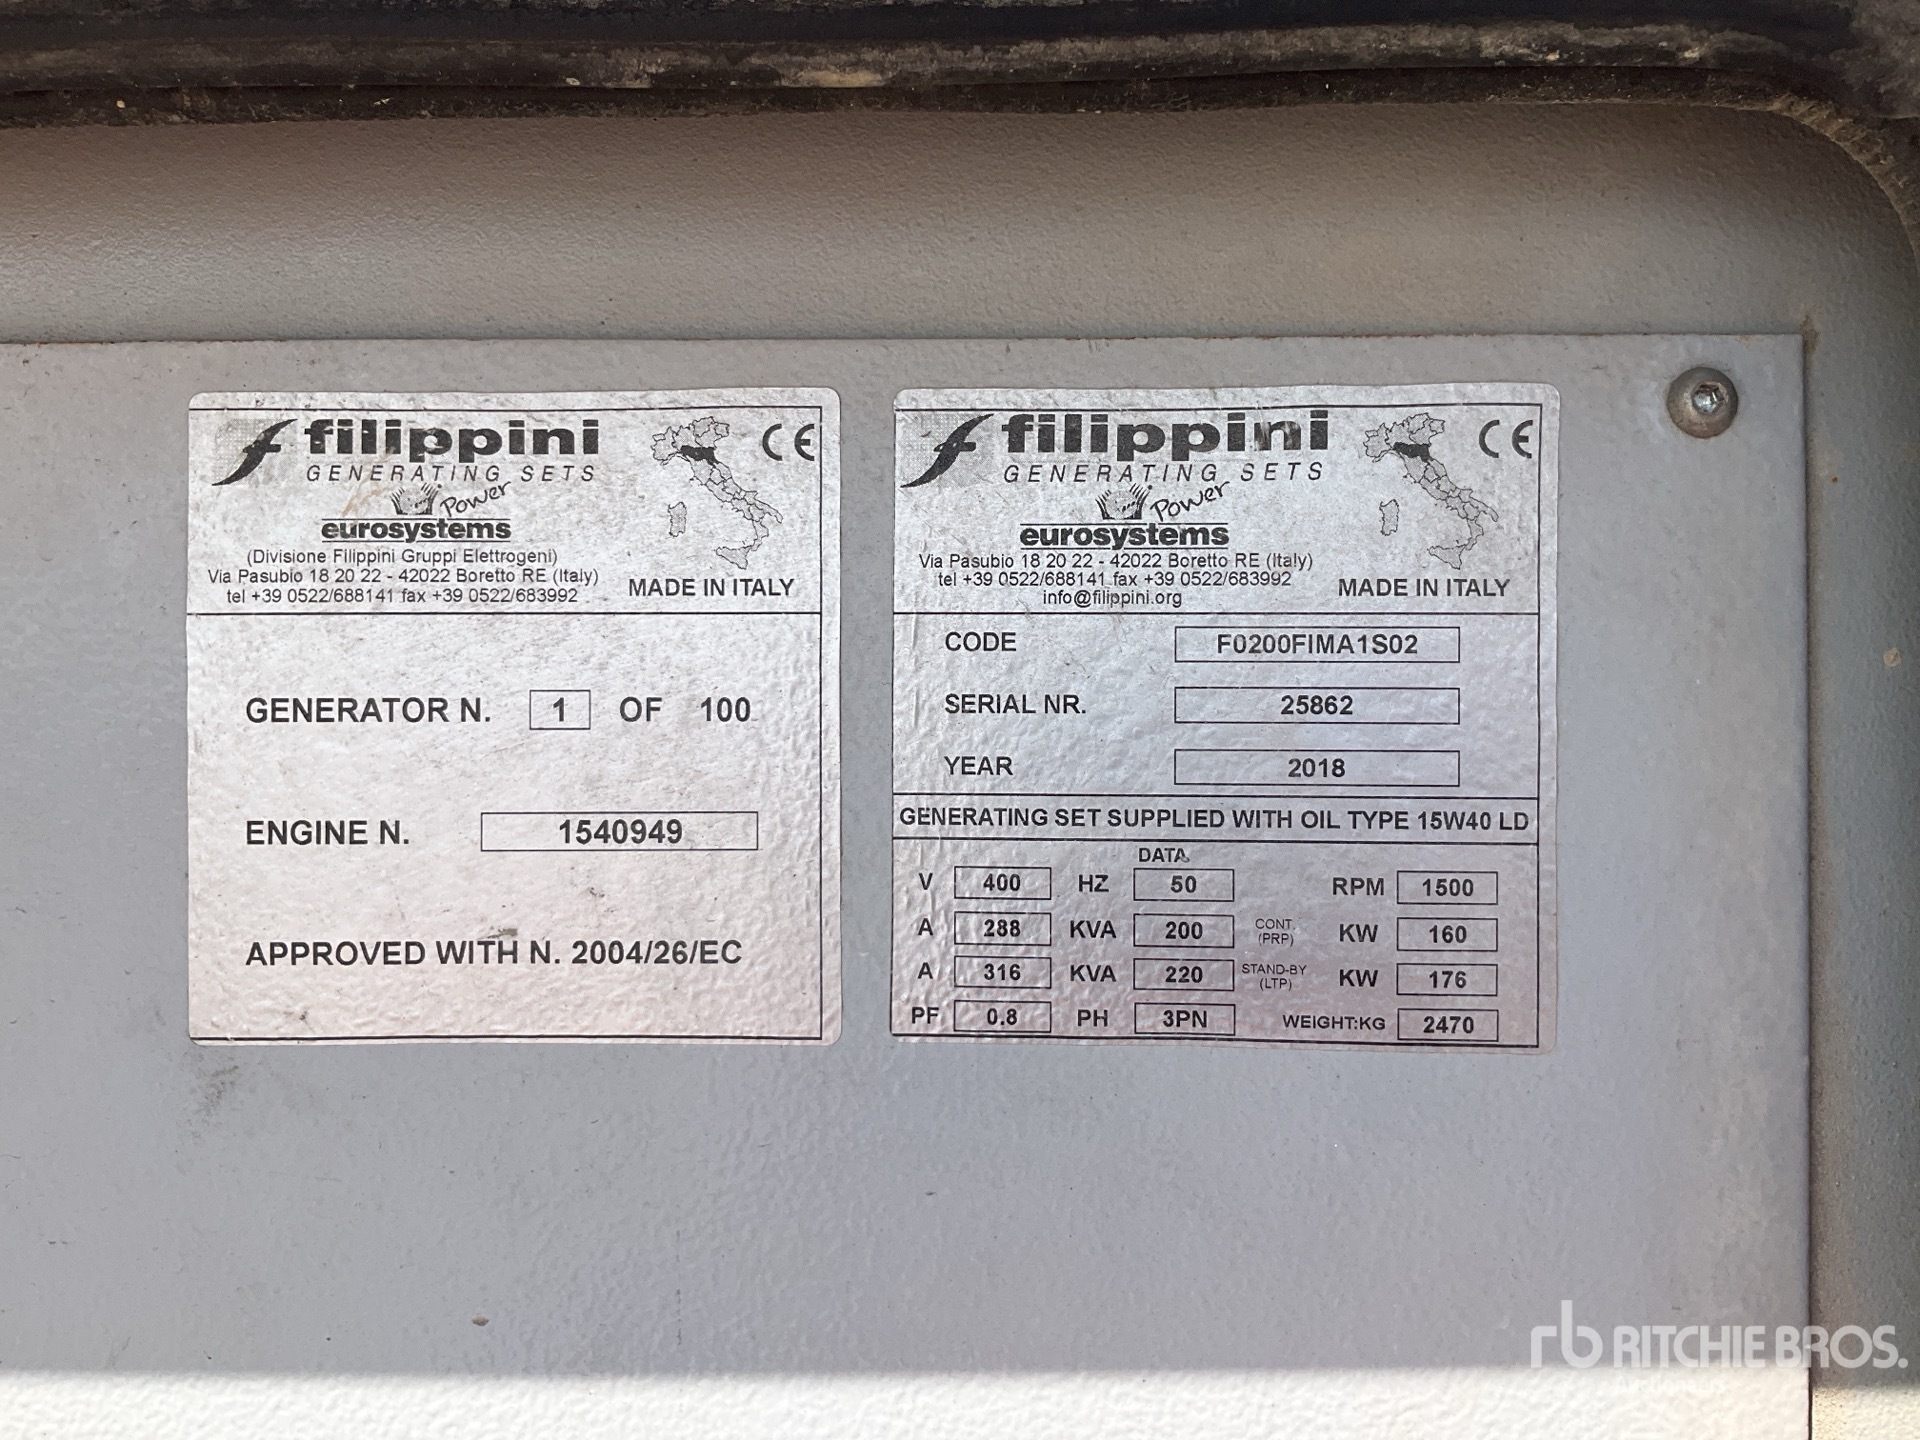 filippini
GENERATING SETS
Power
eurosystems
(Divisione Filippini Gruppi Elettrogeni)
Via Pasubio 18 20 22 - 42022 Boretto RE (Italy)
tel +39 0522/688141 fax +39 0522/683992
CE
MADE IN ITALY
GENERATOR N. 1 OF 100
ENGINE N. 1540949
APPROVED WITH N. 2004/26/EC
filippini
GENERATING SETS
Power
eurosystems
Via Pasubio 18 20 22 - 42022 Boretto RE (Italy)
tel +39 0522/688141 fax +39 0522/683992
info@filippini.org
CE
MADE IN ITALY
CODE F0200FIMA1S02
SERIAL NR. 25862
YEAR 2018
GENERATING SET SUPPLIED WITH OIL TYPE 15W40 LD
DATA
V 400 HZ 50 RPM 1500
A 288 KVA 200 CONT. (PRP) KW 160
A 316 KVA 220 STAND-BY (LTP) KW 176
PF 0.8 PH 3PN WEIGHT:KG 2470
rb RITCHIE BROS.